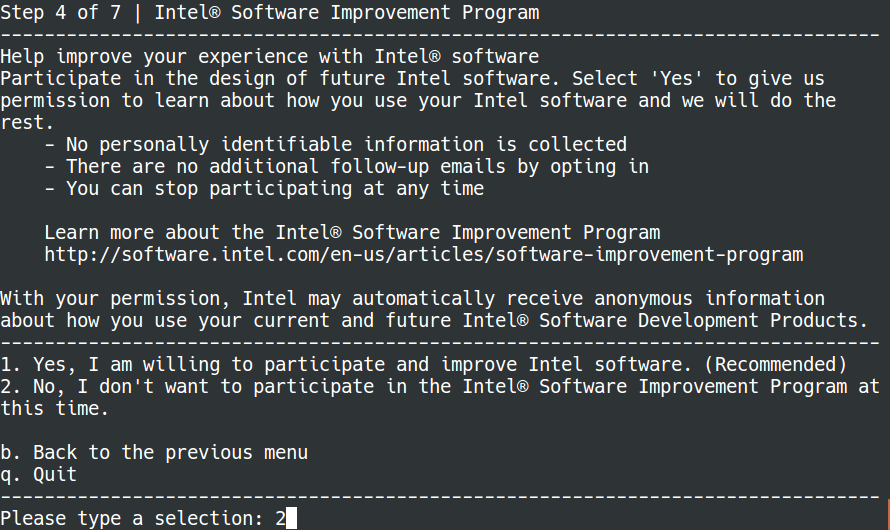 Step 4 of 7 | Intel® Software Improvement Program
--------------------------------------------------------------------------------
Help improve your experience with Intel® software
Participate in the design of future Intel software. Select 'Yes' to give us
permission to learn about how you use your Intel software and we will do the
rest.
    - No personally identifiable information is collected
    - There are no additional follow-up emails by opting in
    - You can stop participating at any time

    Learn more about the Intel® Software Improvement Program
    http://software.intel.com/en-us/articles/software-improvement-program

With your permission, Intel may automatically receive anonymous information
about how you use your current and future Intel® Software Development Products.
--------------------------------------------------------------------------------
1. Yes, I am willing to participate and improve Intel software. (Recommended)
2. No, I don't want to participate in the Intel® Software Improvement Program at
this time.

b. Back to the previous menu
q. Quit
--------------------------------------------------------------------------------
Please type a selection: 2